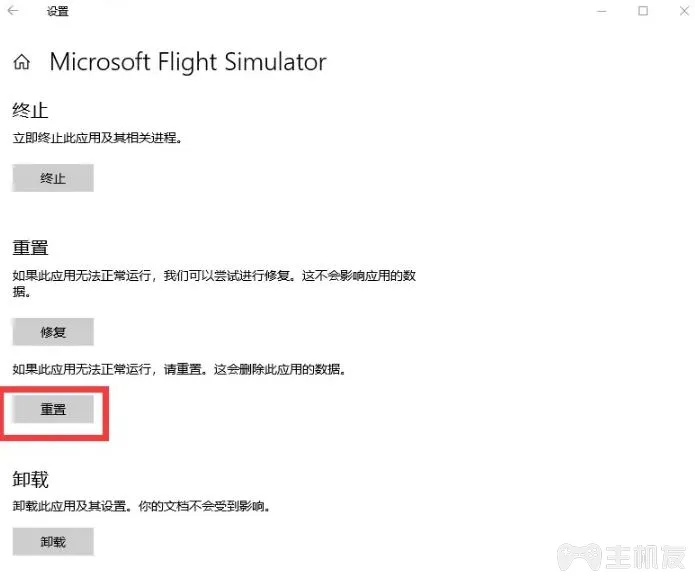 设置
Microsoft Flight Simulator
终止
立即终止此应用及其相关进程。
终止
重置
如果此应用无法正常运行，我们可以尝试进行修复。这不会影响应用的数
据。
修复
如果此应用无法正常运行，请重置。这会删除此应用的数据。
重置
卸载
卸载此应用及其设置。你的文档不会受到影响。
卸载
主机友